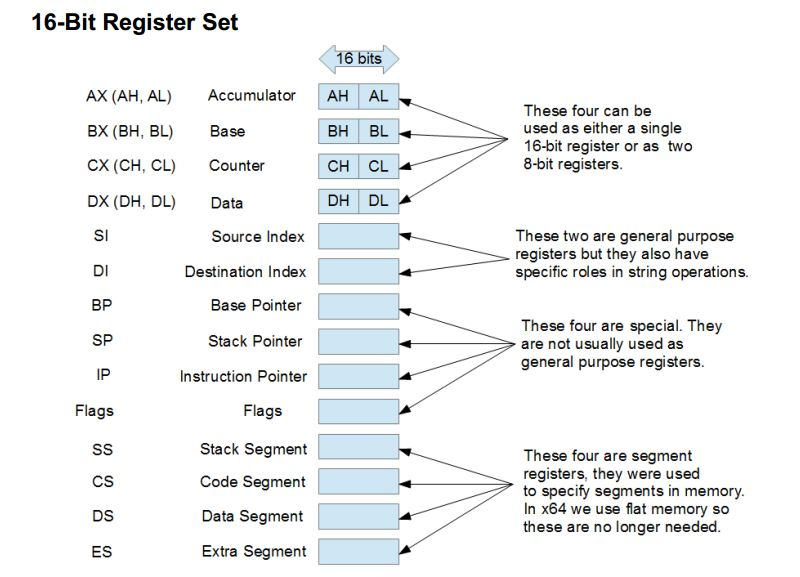 16-Bit Register Set
16 bits
AX (AH, AL) Accumulator AH AL
BX (BH, BL) Base BH BL
CX (CH, CL) Counter CH CL
DX (DH, DL) Data DH DL
These four can be
used as either a single
16-bit register or as two
8-bit registers.
SI Source Index
DI Destination Index
These two are general purpose
registers but they also have
specific roles in string operations.
BP Base Pointer
SP Stack Pointer
IP Instruction Pointer
Flags Flags
These four are special. They
are not usually used as
general purpose registers.
SS Stack Segment
CS Code Segment
DS Data Segment
ES Extra Segment
These four are segment
registers, they were used
to specify segments in memory.
In x64 we use flat memory so
these are no longer needed.